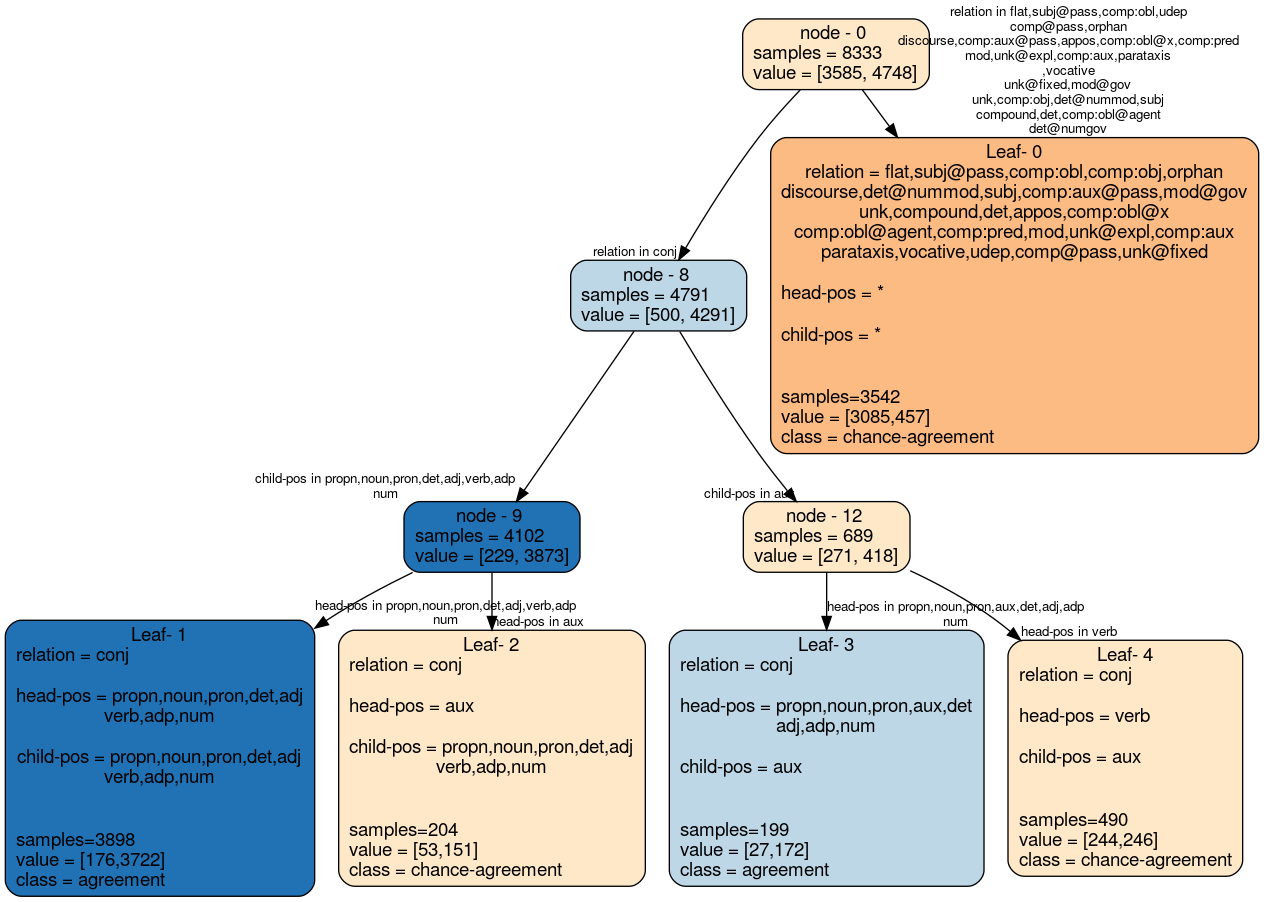 node - 0
samples = 8333
value = [3585, 4748]
relation in flat,subj@pass,comp:obl,udep
comp@pass,orphan
discourse,comp:aux@pass,appos,comp:obl@x,comp:pred
mod,unk@expl,comp:aux,parataxis
,vocative
unk@fixed,mod@gov
unk,comp:obj,det@nummod,subj
compound,det,comp:obl@agent
det@numgov
Leaf- 0
relation = flat,subj@pass,comp:obl,comp:obj,orphan
discourse,det@nummod,subj,comp:aux@pass,mod@gov
unk,compound,det,appos,comp:obl@x
comp:obl@agent,comp:pred,mod,unk@expl,comp:aux
parataxis,vocative,udep,comp@pass,unk@fixed
head-pos = *
child-pos = *
samples=3542
value = [3085,457]
class = chance-agreement
relation in conj
node - 8
samples = 4791
value = [500, 4291]
child-pos in propn,noun,pron,det,adj,verb,adp
num
node - 9
samples = 4102
value = [229, 3873]
child-pos in aux
node - 12
samples = 689
value = [271, 418]
head-pos in propn,noun,pron,det,adj,verb,adp
num
head-pos in aux
head-pos in propn,noun,pron,aux,det,adj,adp
num
head-pos in verb
Leaf- 1
relation = conj
head-pos = propn,noun,pron,det,adj
verb,adp,num
child-pos = propn,noun,pron,det,adj
verb,adp,num
samples=3898
value = [176,3722]
class = agreement
Leaf- 2
relation = conj
head-pos = aux
child-pos = propn,noun,pron,det,adj
verb,adp,num
samples=204
value = [53,151]
class = chance-agreement
Leaf- 3
relation = conj
head-pos = propn,noun,pron,aux,det
adj,adp,num
child-pos = aux
samples=199
value = [27,172]
class = agreement
Leaf- 4
relation = conj
head-pos = verb
child-pos = aux
samples=490
value = [244,246]
class = chance-agreement